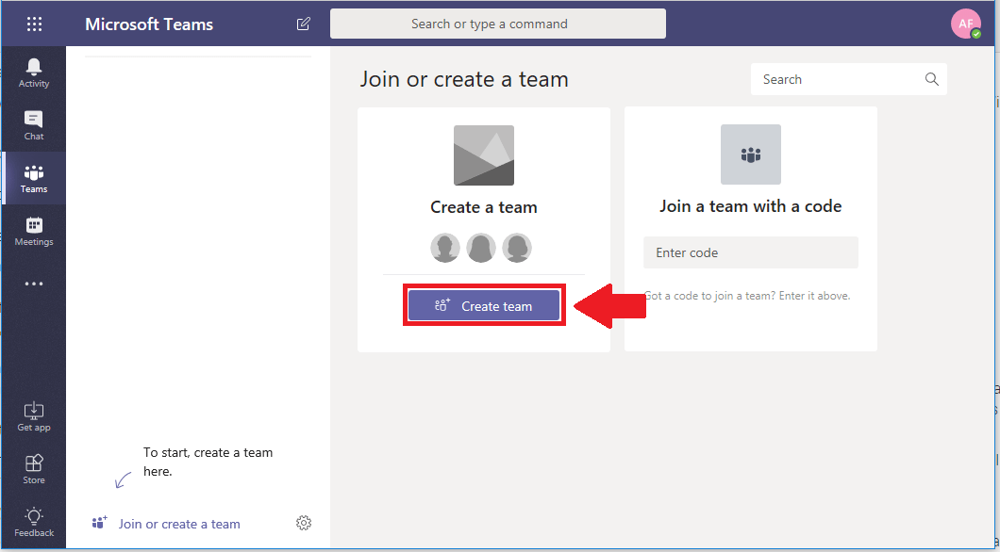 Microsoft Teams
Search or type a command
AF
Activity
Chat
Teams
Meetings
Get app
Store
Feedback
To start, create a team
here.
Join or create a team
Join or create a team
Search
Create a team
Create team
Join a team with a code
Enter code
Got a code to join a team? Enter it above.